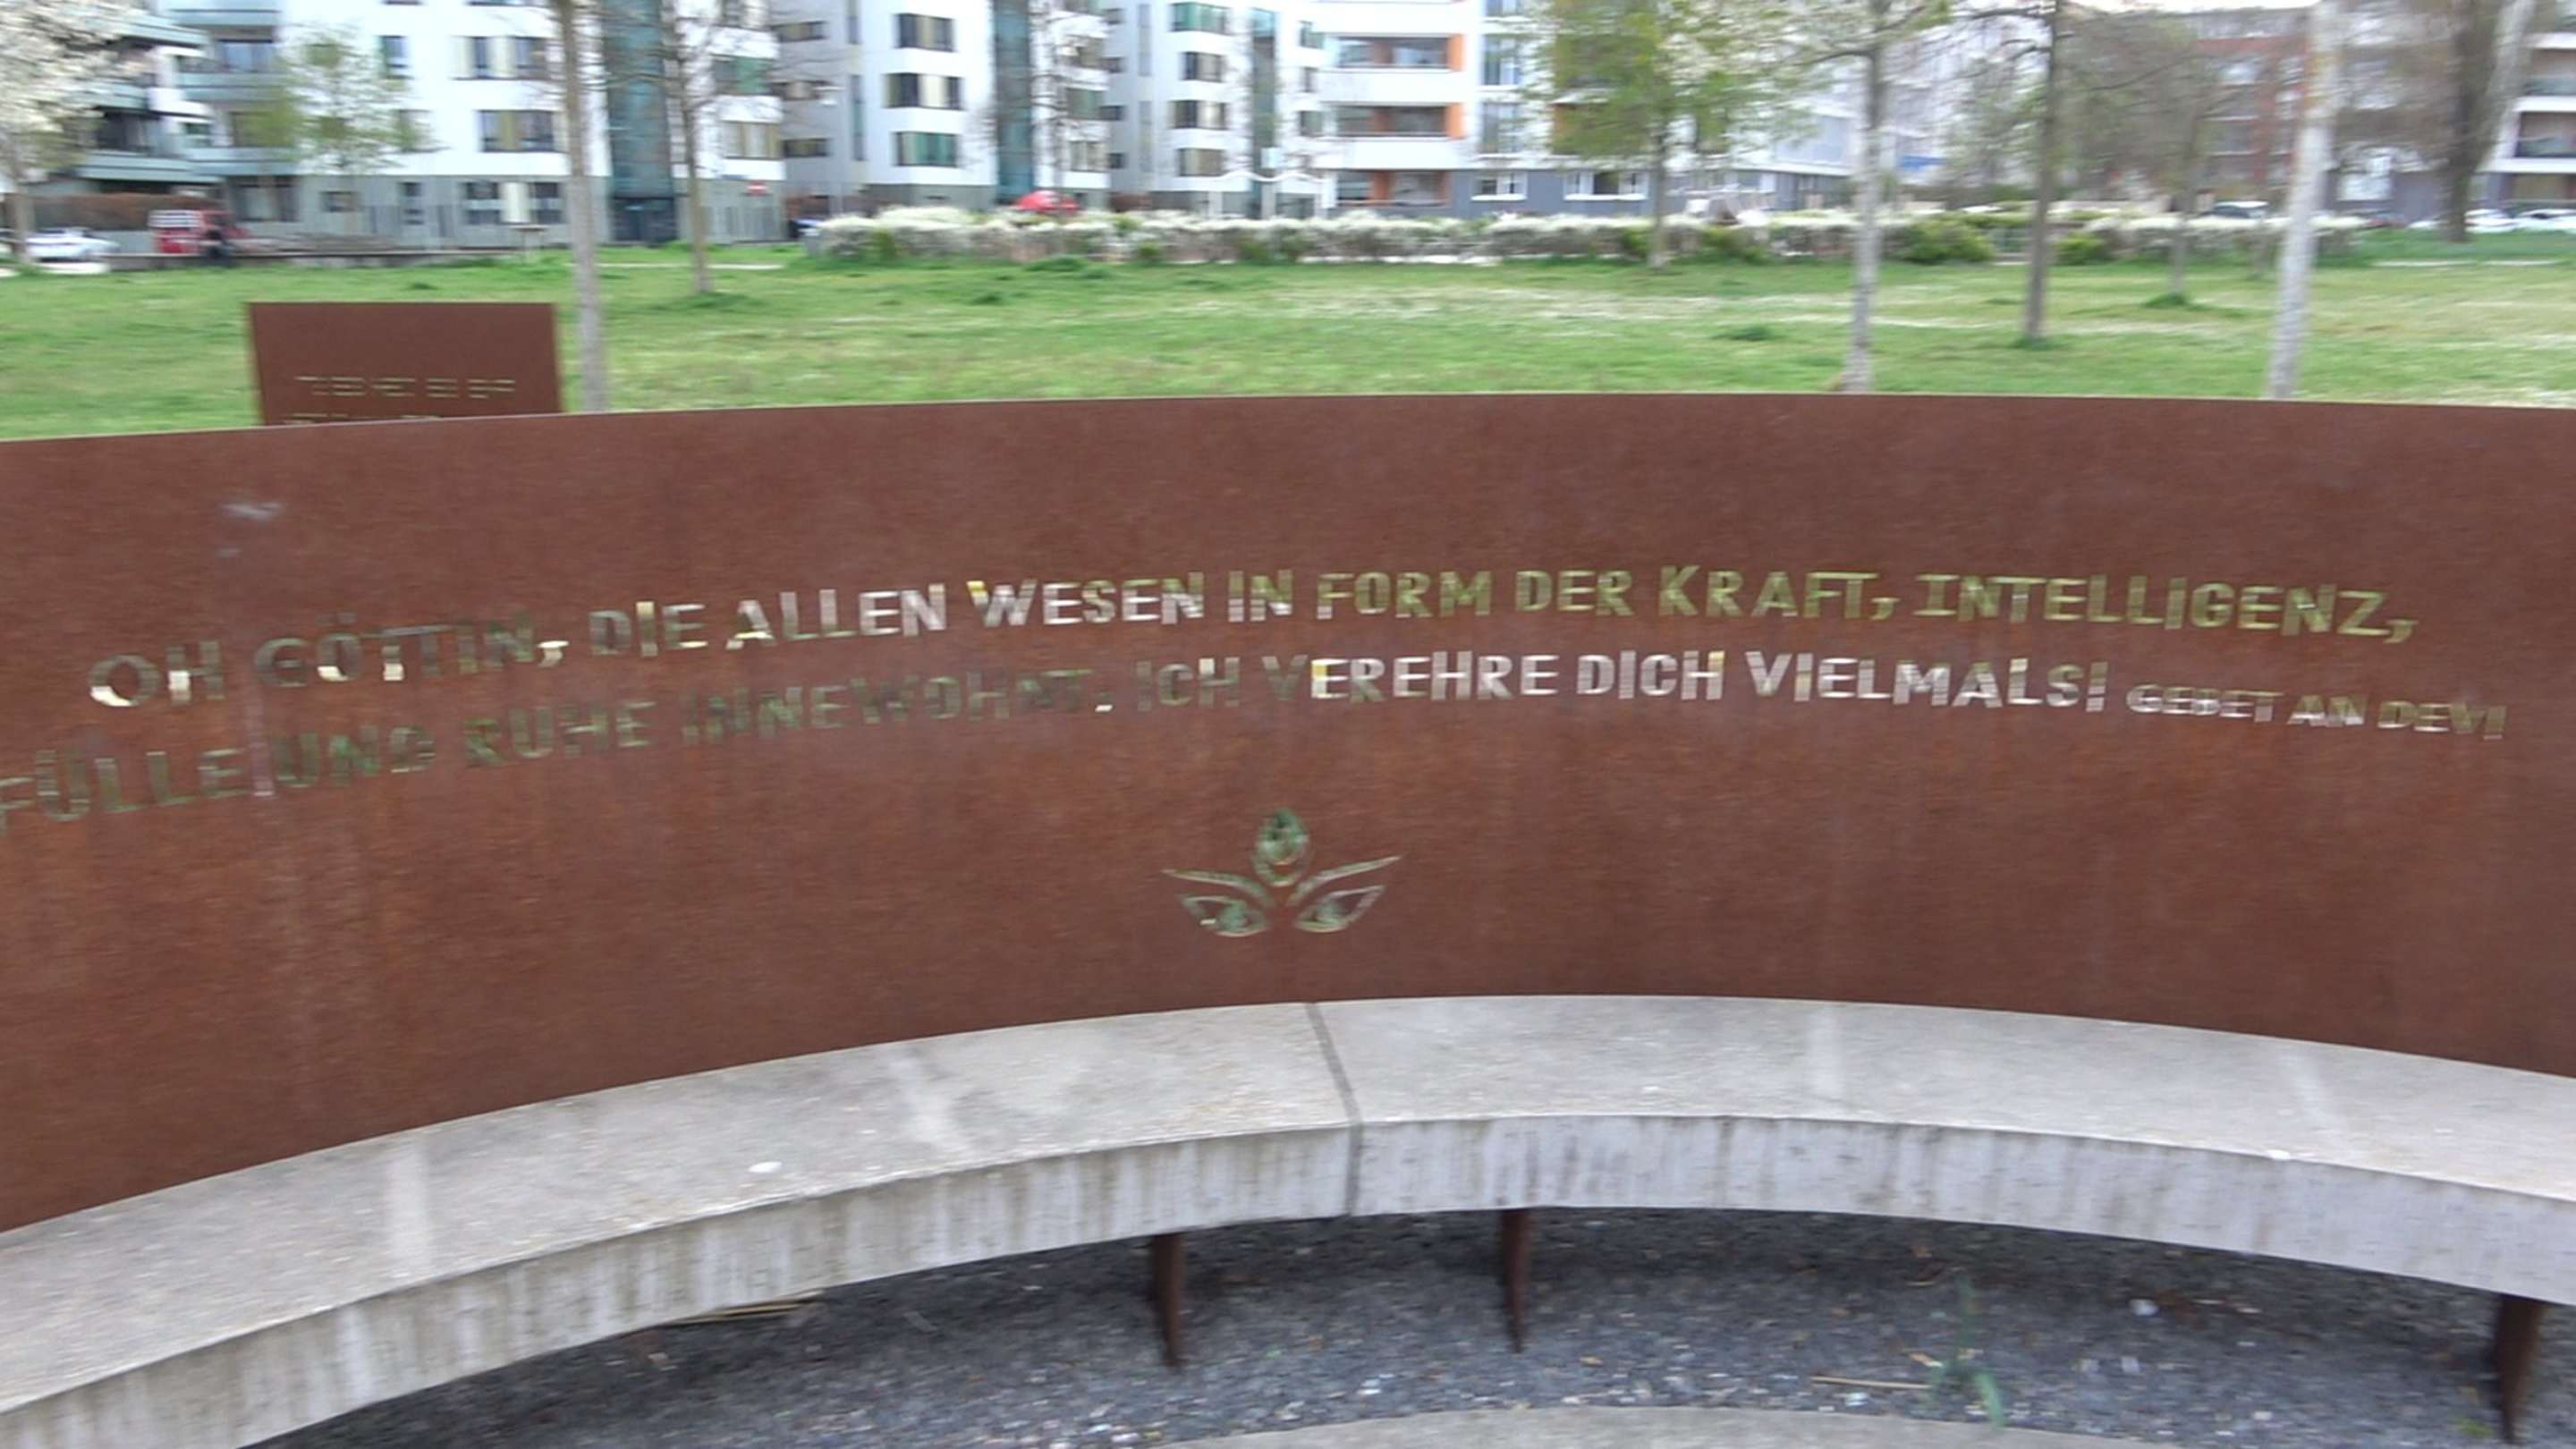 OH GÖTTIN, DIE ALLEN WESEN IN FORM DER KRAFT, INTELLIGENZ,
FÜLLE UND RUHE INNEWOHNT. ICH VEREHRE DICH VIELMALS! GEBET AN DEVI